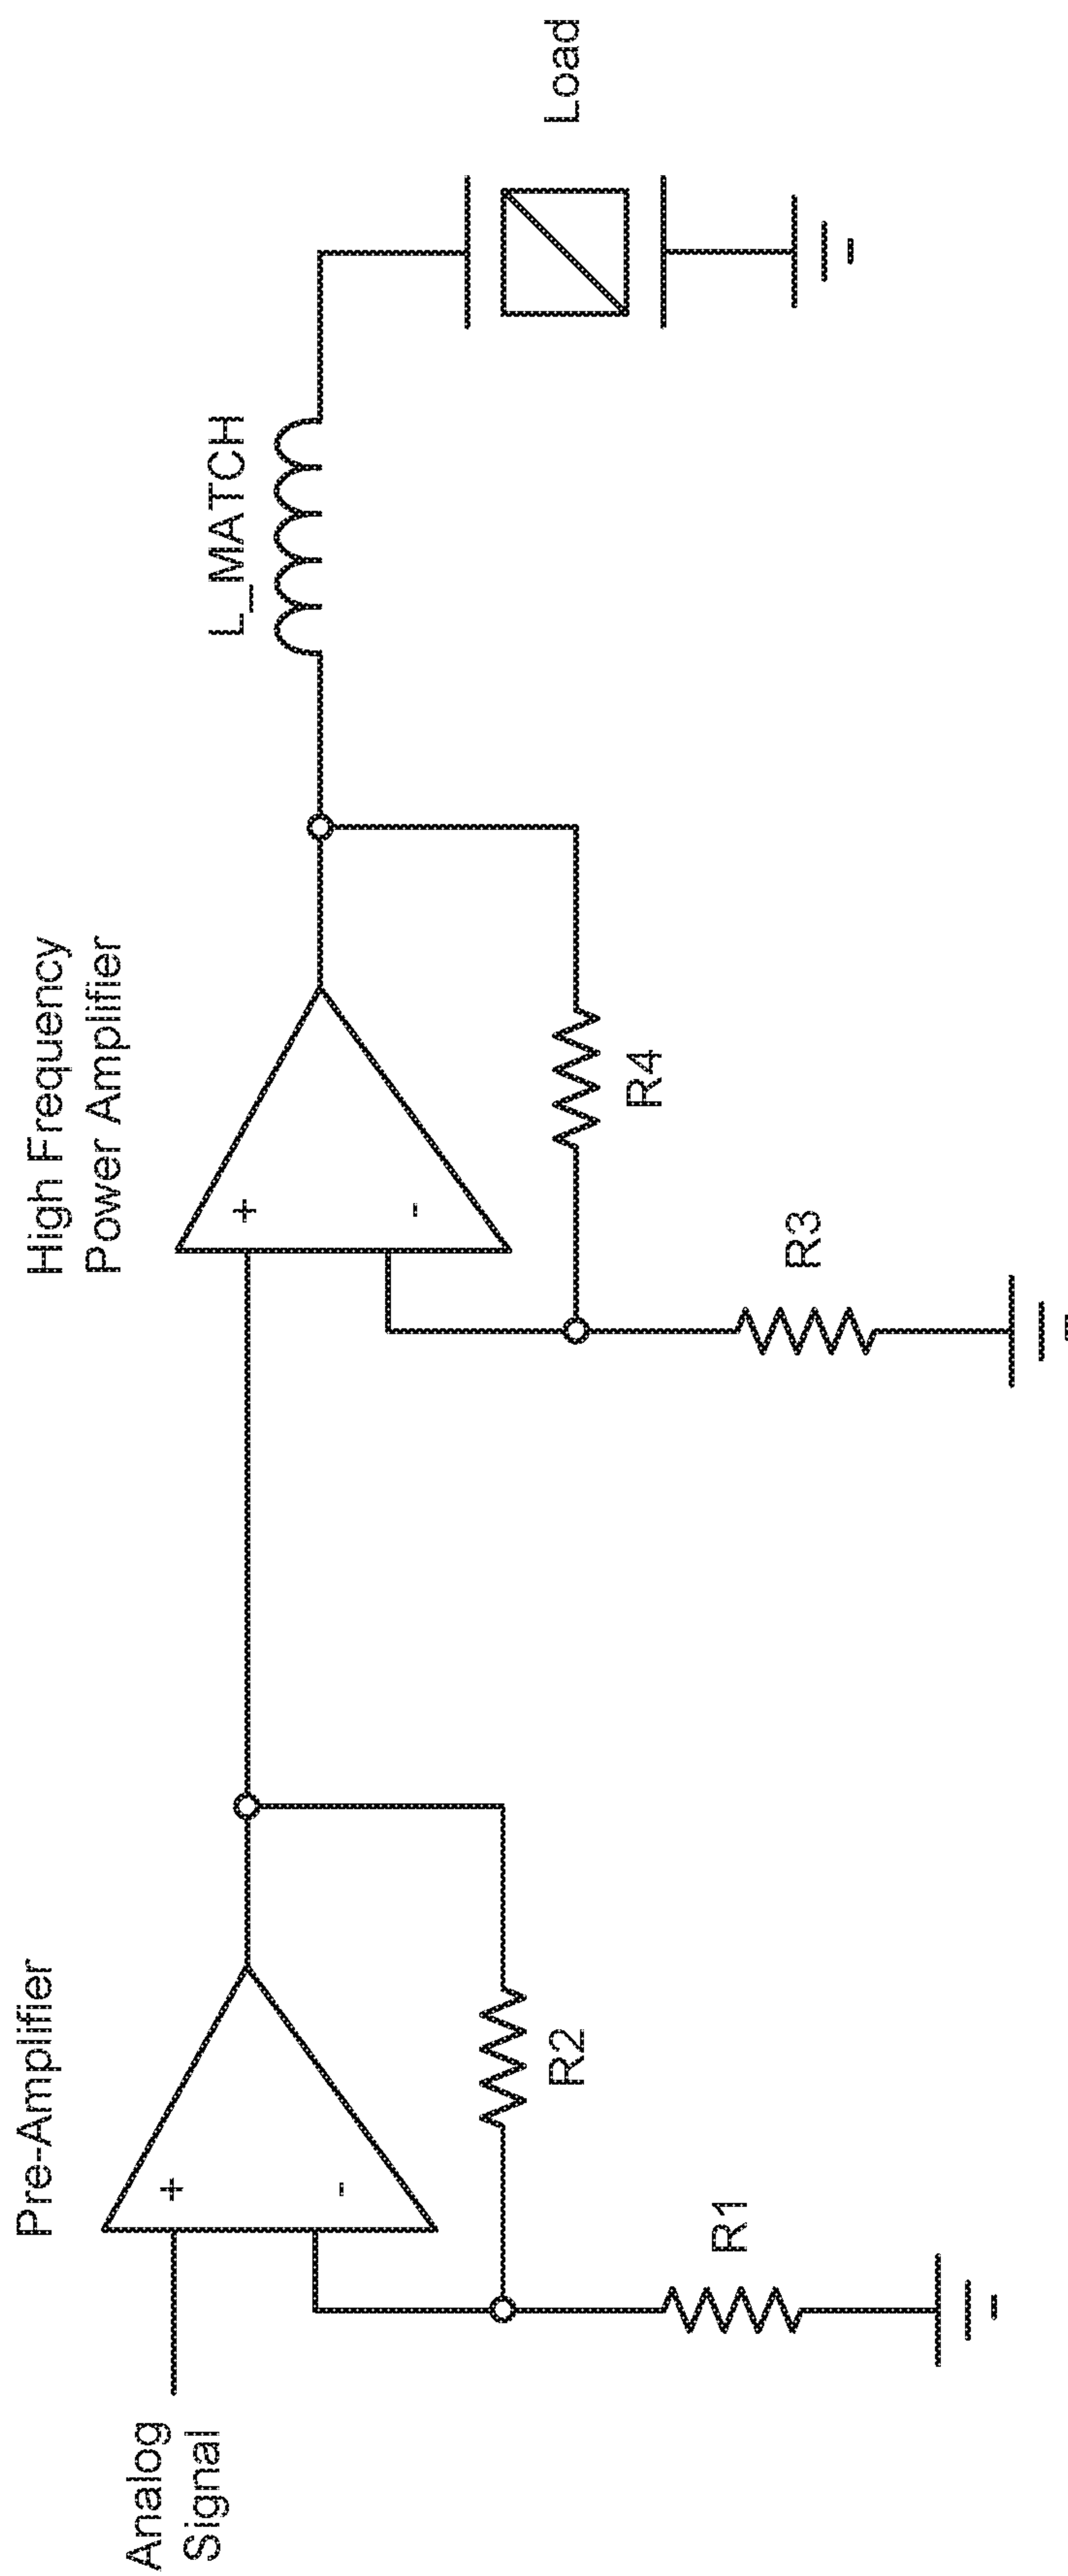 Analog
Signal
Pre-Amplifier
+
-
R1
R2
High Frequency
Power Amplifier
+
-
R3
R4
L_MATCH
Load